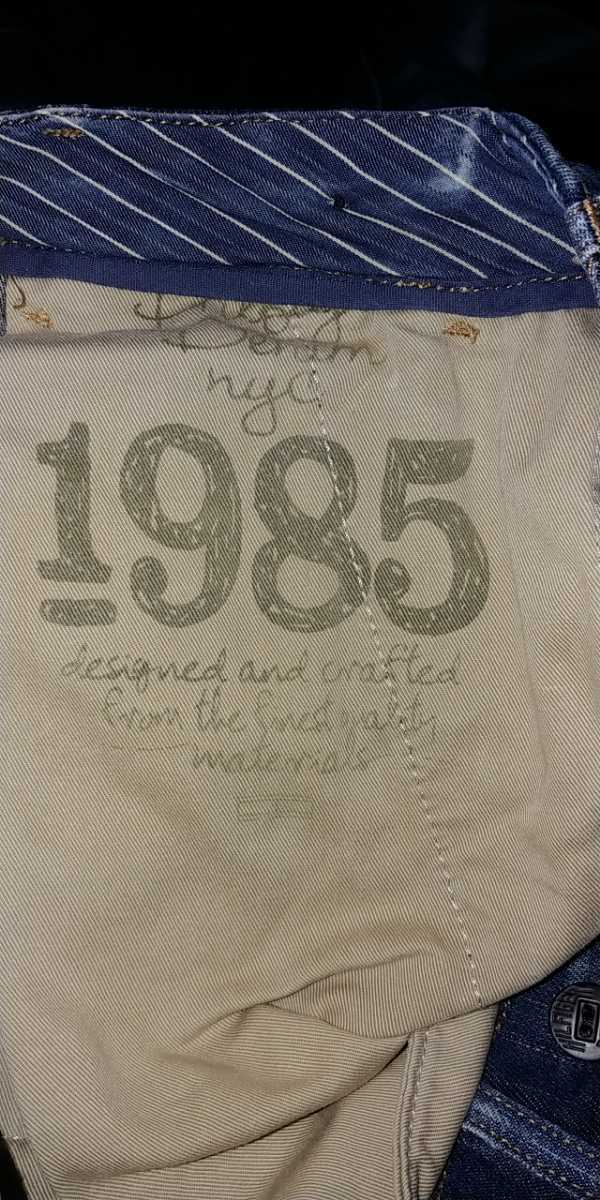 Denim
nyc
1985
designed and crafted
from the finest quality
materials